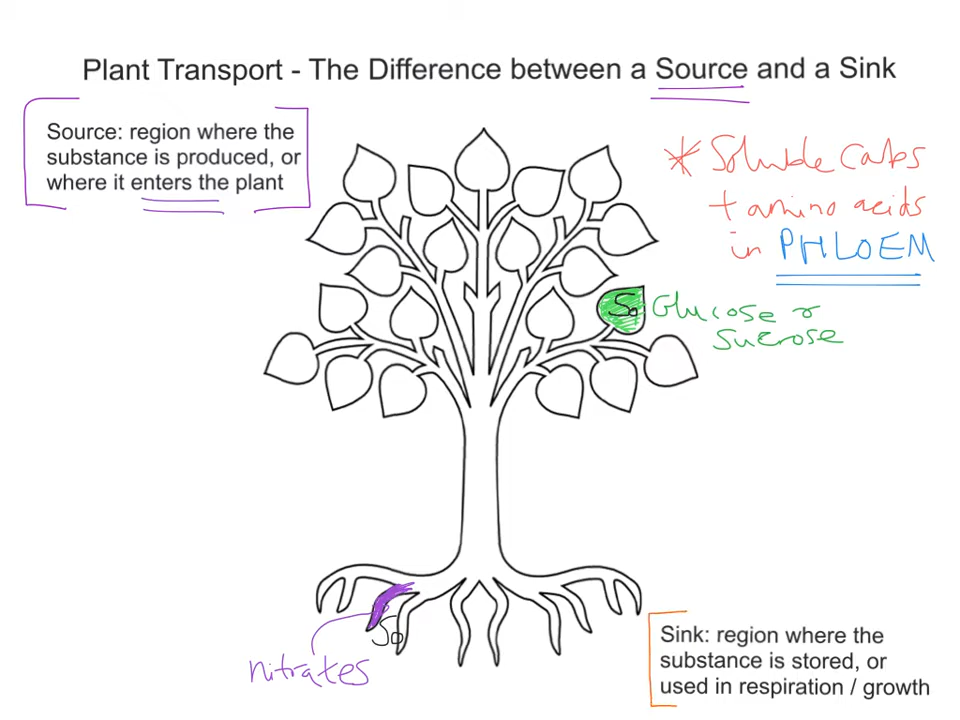 Plant Transport - The Difference between a Source and a Sink
Source: region where the
substance is produced, or
where it enters the plant
* Soluble Carbs
+ amino acids
in PHLOEM
So
Glucose or
Sucrose
So
nitrates
Sink: region where the
substance is stored, or
used in respiration / growth